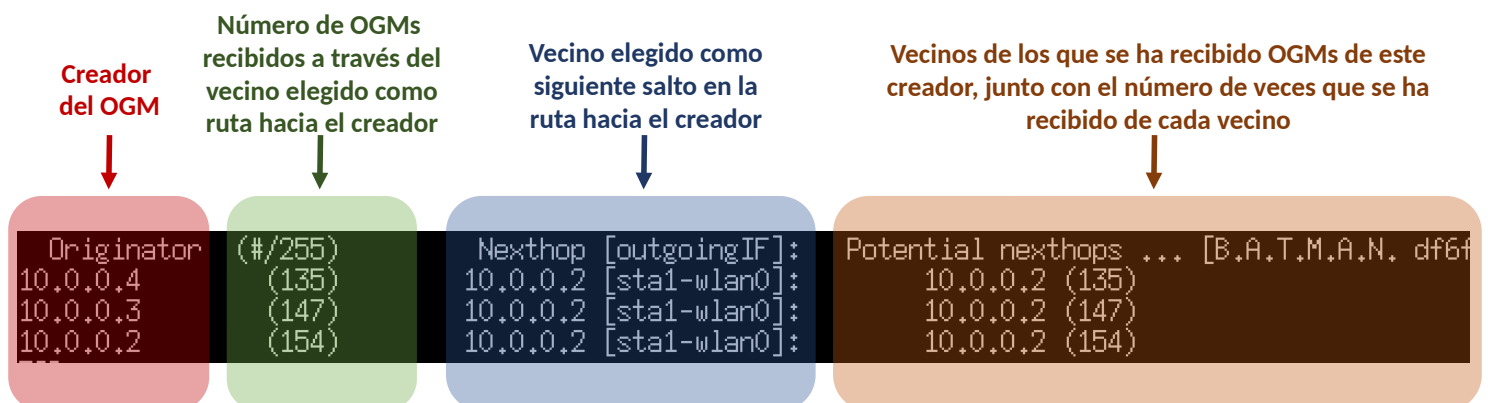 Creador
del OGM
Número de OGMs
recibidos a través del
vecino elegido como
ruta hacia el creador
Vecino elegido como
siguiente salto en la
ruta hacia el creador
Vecinos de los que se ha recibido OGMs de este
creador, junto con el número de veces que se ha
recibido de cada vecino
Originator (#/255) Nexthop [outgoingIF]: Potential nexthops ... [B.A.T.M.A.N. df6f
10.0.0.4 (135) 10.0.0.2 [sta1-wlan0]: 10.0.0.2 (135)
10.0.0.3 (147) 10.0.0.2 [sta1-wlan0]: 10.0.0.2 (147)
10.0.0.2 (154) 10.0.0.2 [sta1-wlan0]: 10.0.0.2 (154)